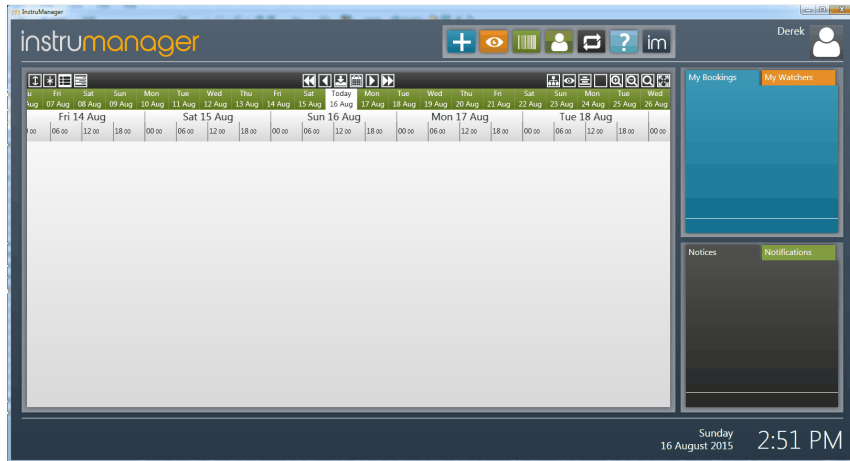 InstruManager
instrumanager
? im
Derek
My Bookings My Watchers
u Fri Sat Sun Mon Tue Wed Thu Fri Sat Today Mon Tue Wed Thu Fri Sat Sun Mon Tue Wed
Aug 07 Aug 08 Aug 09 Aug 10 Aug 11 Aug 12 Aug 13 Aug 14 Aug 15 Aug 16 Aug 17 Aug 18 Aug 19 Aug 20 Aug 21 Aug 22 Aug 23 Aug 24 Aug 25 Aug 26 Aug
Fri 14 Aug Sat 15 Aug Sun 16 Aug Mon 17 Aug Tue 18 Aug
00 06 00 12 00 18 00 00 00 06 00 12 00 18 00 00 00 06 00 12 00 18 00 00 00 06 00 12 00 18 00 00 00 06 00 12 00 18 00 00 00
Notices Notifications
Sunday
16 August 2015
2:51 PM